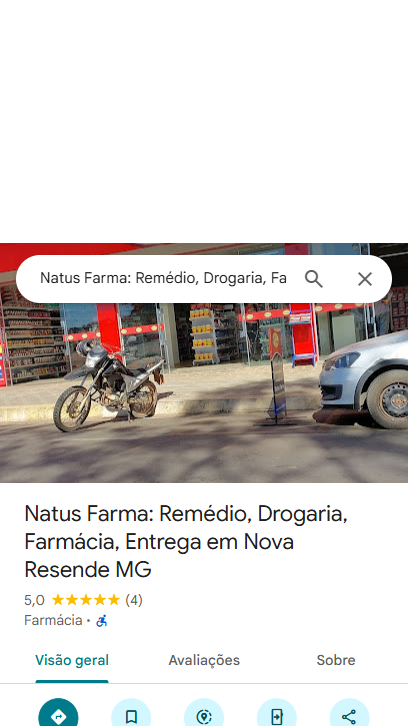 Natus Farma: Remédio, Drogaria, Fa
Natus Farma: Remédio, Drogaria,
Farmácia, Entrega em Nova
Resende MG
5,0 (4)
Farmácia ·
Visão geral
Avaliações
Sobre